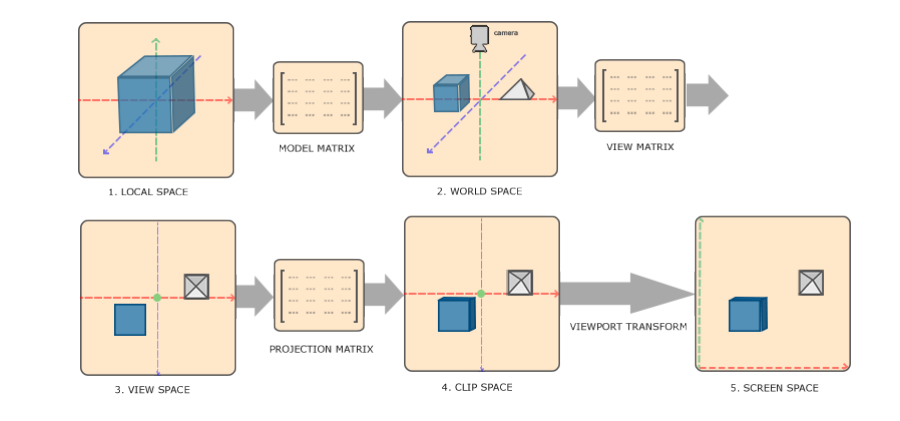 camera
MODEL MATRIX
VIEW MATRIX
1. LOCAL SPACE
2. WORLD SPACE
VIEWPORT TRANSFORM
PROJECTION MATRIX
3. VIEW SPACE
4. CLIP SPACE
5. SCREEN SPACE